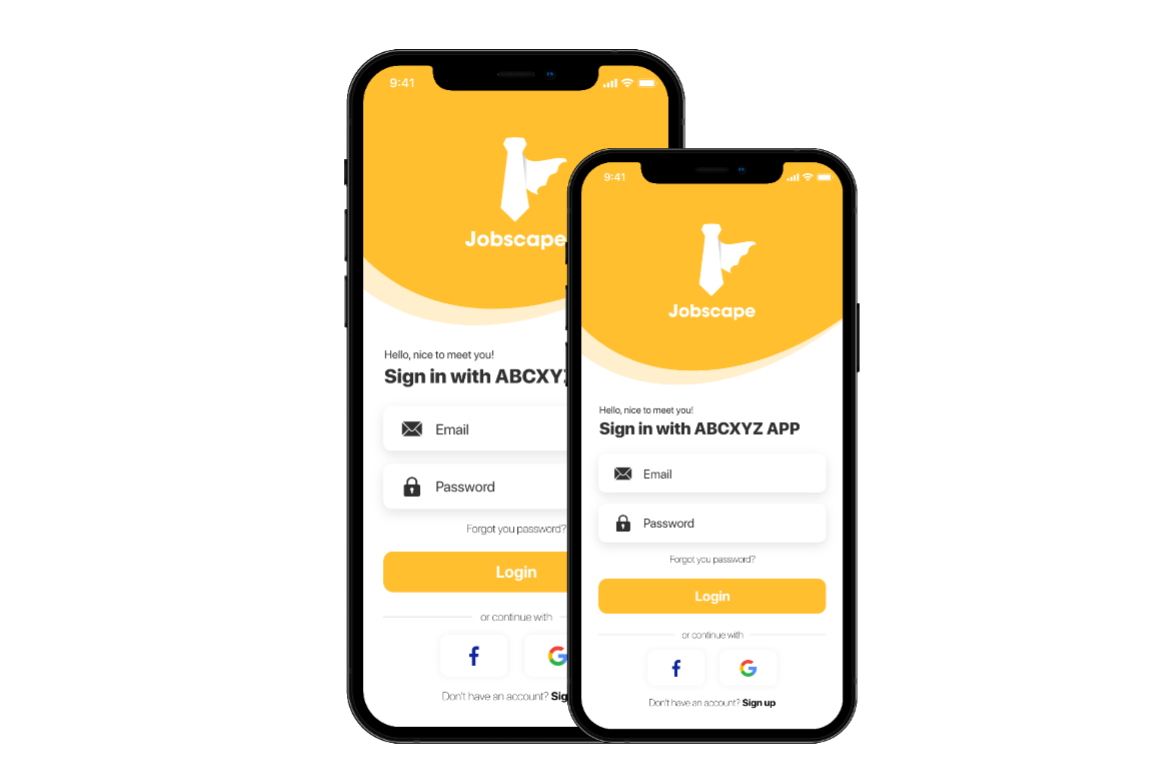 9:41
Jobscape
Hello, nice to meet you!
Sign in with ABCXY
Email
Password
Forgot you password?
Login
or continue with
Don't have an account? Sig
9:41
Jobscape
Hello, nice to meet you!
Sign in with ABCXYZ APP
Email
Password
Forgot you password?
Login
or continue with
Don't have an account? Sign up